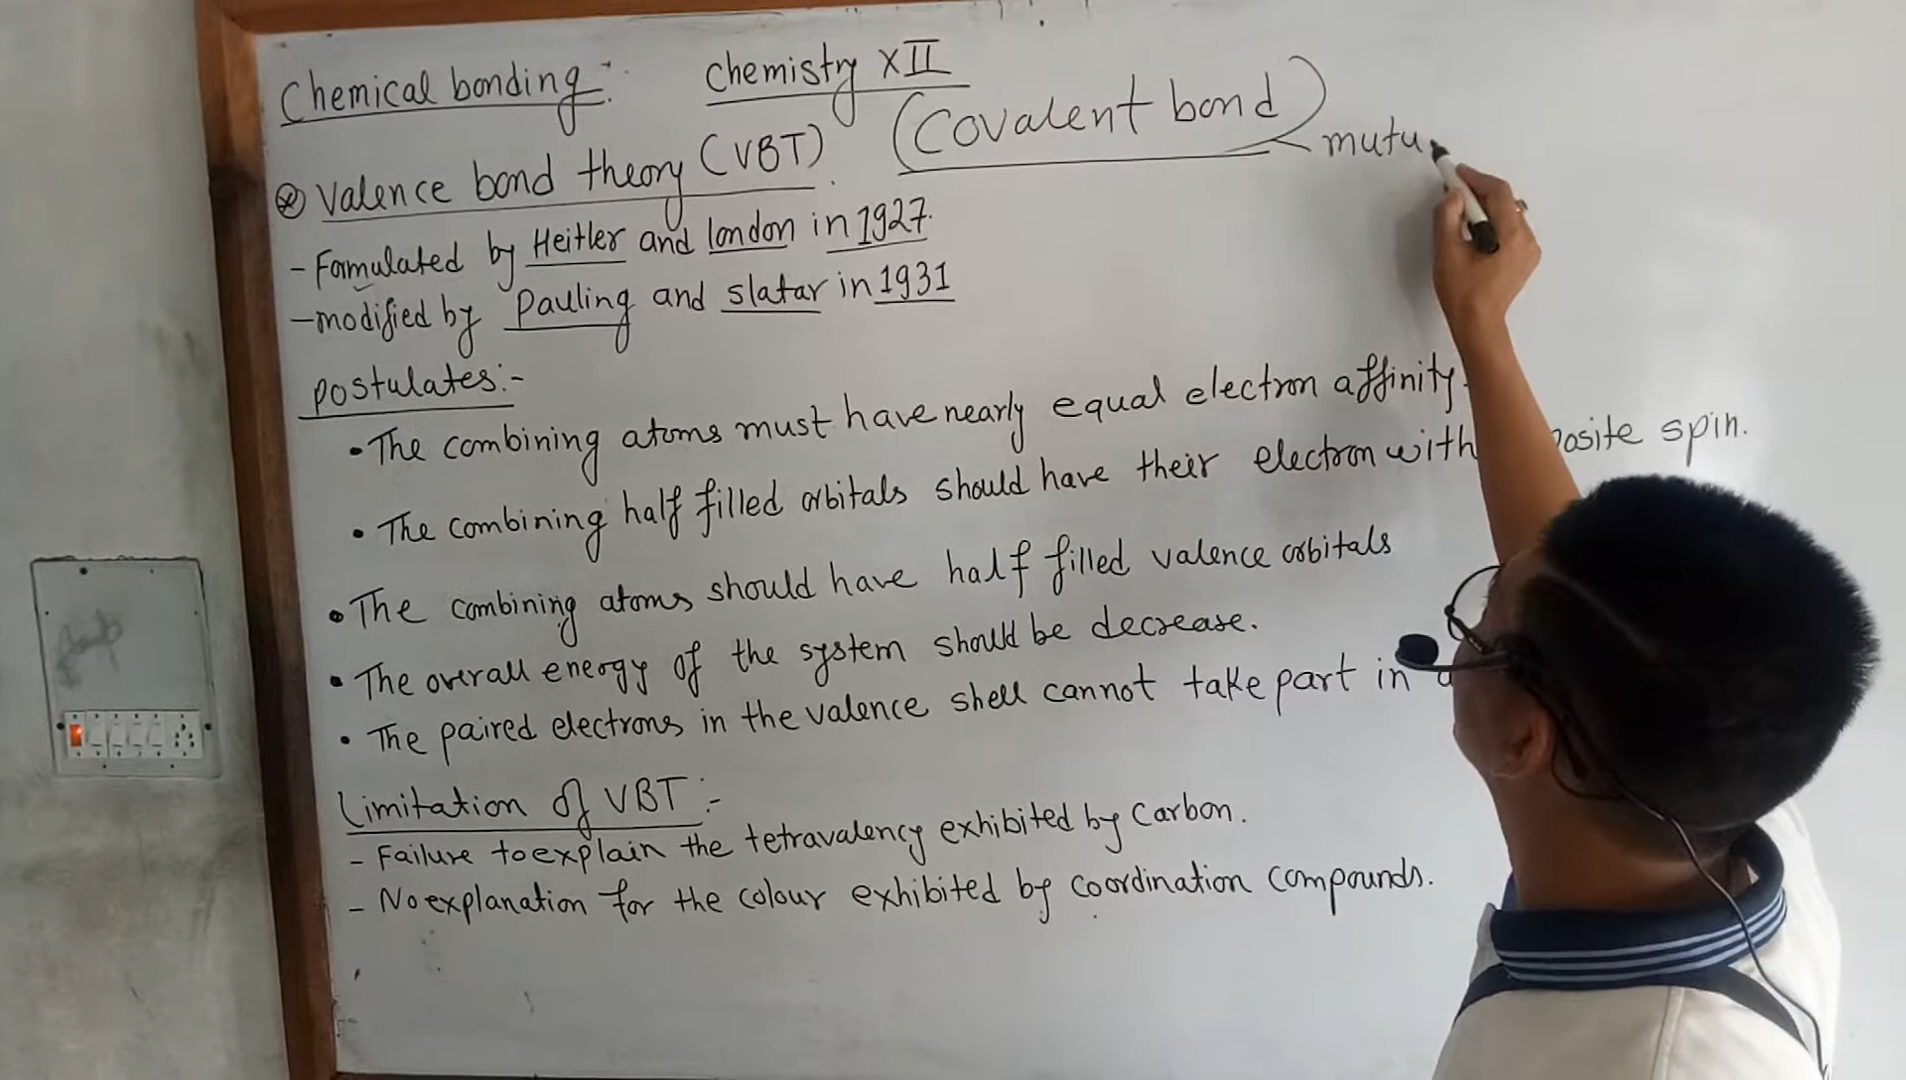 Chemical bonding:
Chemistry XII
Valence bond theory (VBT)
(Covalent bond)
mutu
- Formulated by Heitler and london in 1927.
- modified by Pauling and slatar in 1931
postulates:-
• The combining atoms must have nearly equal electron affinity.
• The combining half filled orbitals should have their electron with posite spin.
• The combining atoms should have half filled valence orbitals
• The overall energy of the system should be decrease.
• The paired electrons in the valence shell cannot take part in
Limitation of VBT:-
- Failure to explain the tetravalency exhibited by Carbon.
- No explanation for the colour exhibited by coordination compounds.